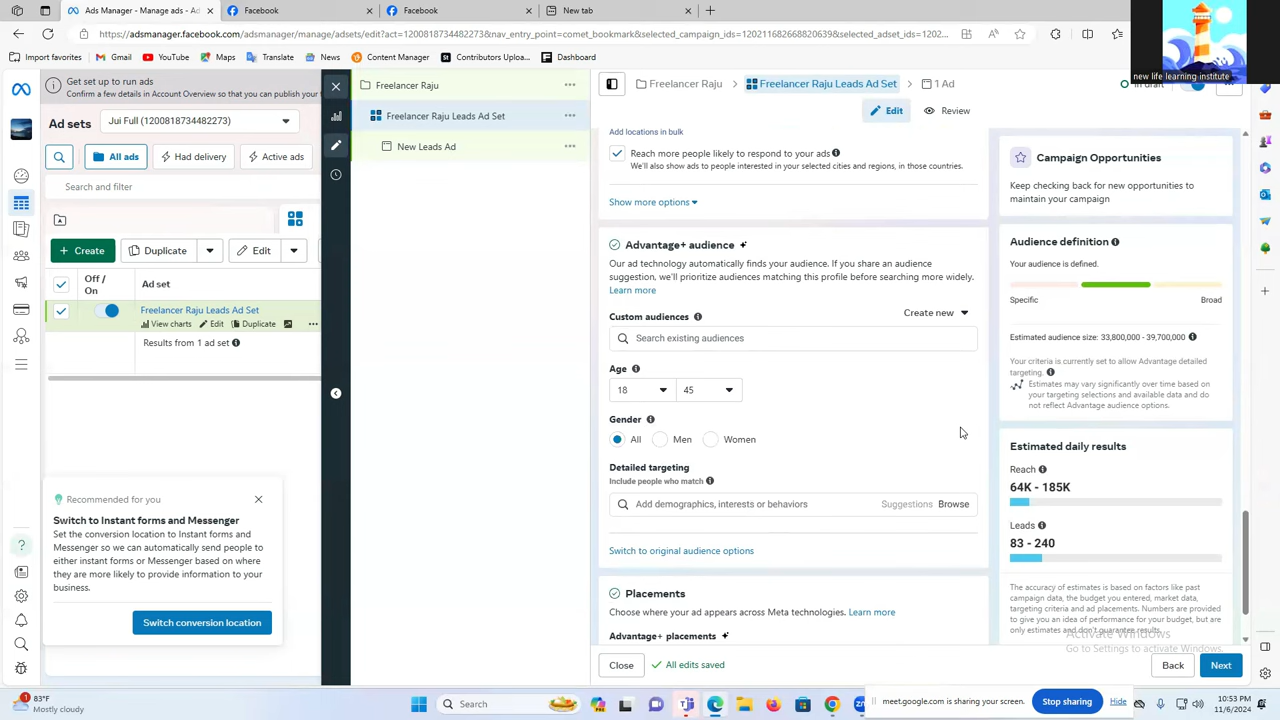 Ads Manager - Manage ads - Ad s
Facebook
Facebook
New tab
https://adsmanager.facebook.com/adsmanager/manage/adsets/edit?act=1200818734482273&nav_entry_point=comet_bookmark&selected_campaign_ids=120211682668820639&selected_adset_ids=1202...
Import favorites
Gmail
YouTube
Maps
Translate
News
Content Manager
Contributors Uploa...
Freelancer
new life learning institute
Get set up to run ads
Confirm a few details in Account Overview so that you can publish your
Ad sets
Jui Full (1200818734482273)
All ads
Had delivery
Active ads
Search and filter
Create
Duplicate
Edit
Off / On
Ad set
Freelancer Raju Leads Ad Set
View charts
Edit
Duplicate
Results from 1 ad set
Recommended for you
Switch to Instant forms and Messenger
Set the conversion location to Instant forms and
Messenger so we can automatically send people to
either instant forms or Messenger based on where
they are more likely to provide information to your
business.
Switch conversion location
Freelancer Raju
Freelancer Raju Leads Ad Set
New Leads Ad
Freelancer Raju
Freelancer Raju Leads Ad Set
1 Ad
In draft
Edit
Review
Add locations in bulk
Reach more people likely to respond to your ads
We'll also show ads to people interested in your selected cities and regions, in those countries.
Show more options
Advantage+ audience
Our ad technology automatically finds your audience. If you share an audience
suggestion, we'll prioritize audiences matching this profile before searching more widely.
Learn more
Custom audiences
Create new
Search existing audiences
Age
18
45
Gender
All
Men
Women
Detailed targeting
Include people who match
Add demographics, interests or behaviors
Suggestions
Browse
Switch to original audience options
Placements
Choose where your ad appears across Meta technologies. Learn more
Advantage+ placements
Close
All edits saved
Back
Next
Campaign Opportunities
Keep checking back for new opportunities to
maintain your campaign
Audience definition
Your audience is defined.
Specific
Broad
Estimated audience size: 33,800,000 - 39,700,000
Your criteria is currently set to allow Advantage detailed
targeting.
Estimates may vary significantly over time based on
your targeting selections and available data and do
not reflect Advantage audience options.
Estimated daily results
Reach
64K - 185K
Leads
83 - 240
The accuracy of estimates is based on factors like past
campaign data, the budget you entered, market data,
targeting criteria and ad placements. Numbers are provided
to give you an idea of performance for your budget, but are
only estimates and don't guarantee results.
Activate Windows
Go to Settings to activate Windows.
83°F
Mostly cloudy
Search
meet.google.com is sharing your screen.
Stop sharing
Hide
10:53 PM
11/6/2024